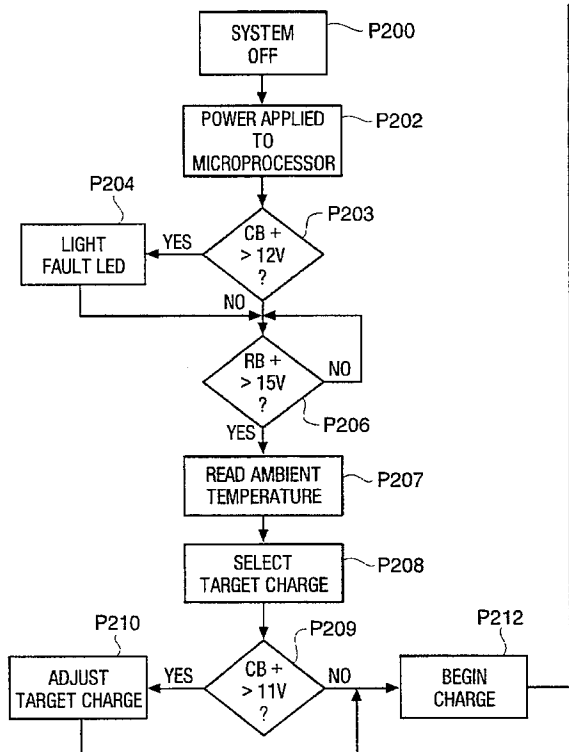 SYSTEM
OFF
P200
POWER APPLIED
TO
MICROPROCESSOR
P202
P204
LIGHT
FAULT LED
YES
CB +
> 12V
?
P203
NO
RB +
> 15V
?
NO
P206
YES
READ AMBIENT
TEMPERATURE
P207
SELECT
TARGET CHARGE
P208
P210
ADJUST
TARGET CHARGE
YES
CB +
> 11V
?
P209
NO
P212
BEGIN
CHARGE